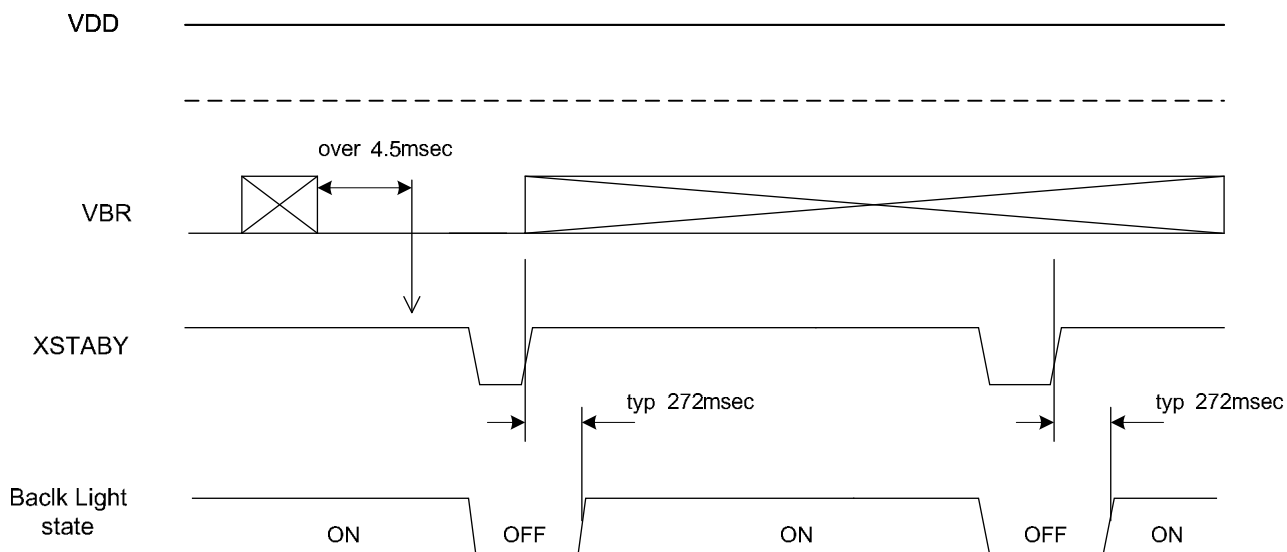 VDD
over 4.5msec
VBR
XSTABY
typ 272msec
typ 272msec
Baclk Light
state
ON
OFF
ON
OFF
ON